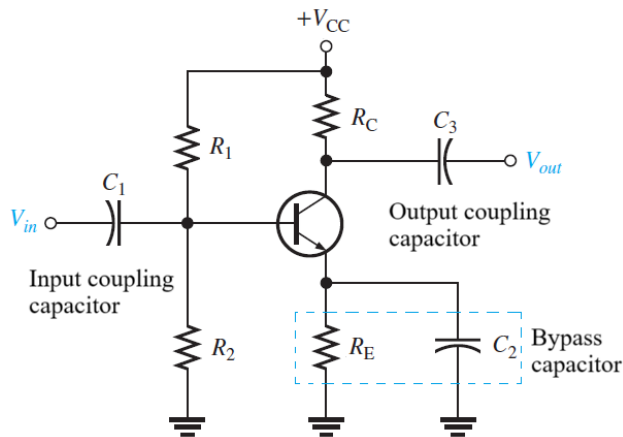 +VCC
RC
C3
R1
Vout
C1
Vin
Output coupling
capacitor
Input coupling
capacitor
R2
RE
C2
Bypass
capacitor